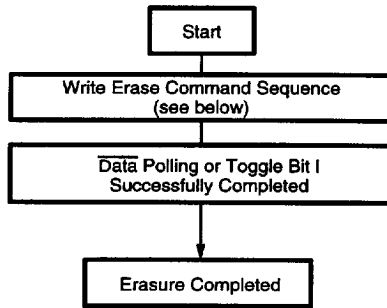 Start
Write Erase Command Sequence
(see below)
Data Polling or Toggle Bit I
Successfully Completed
Erasure Completed